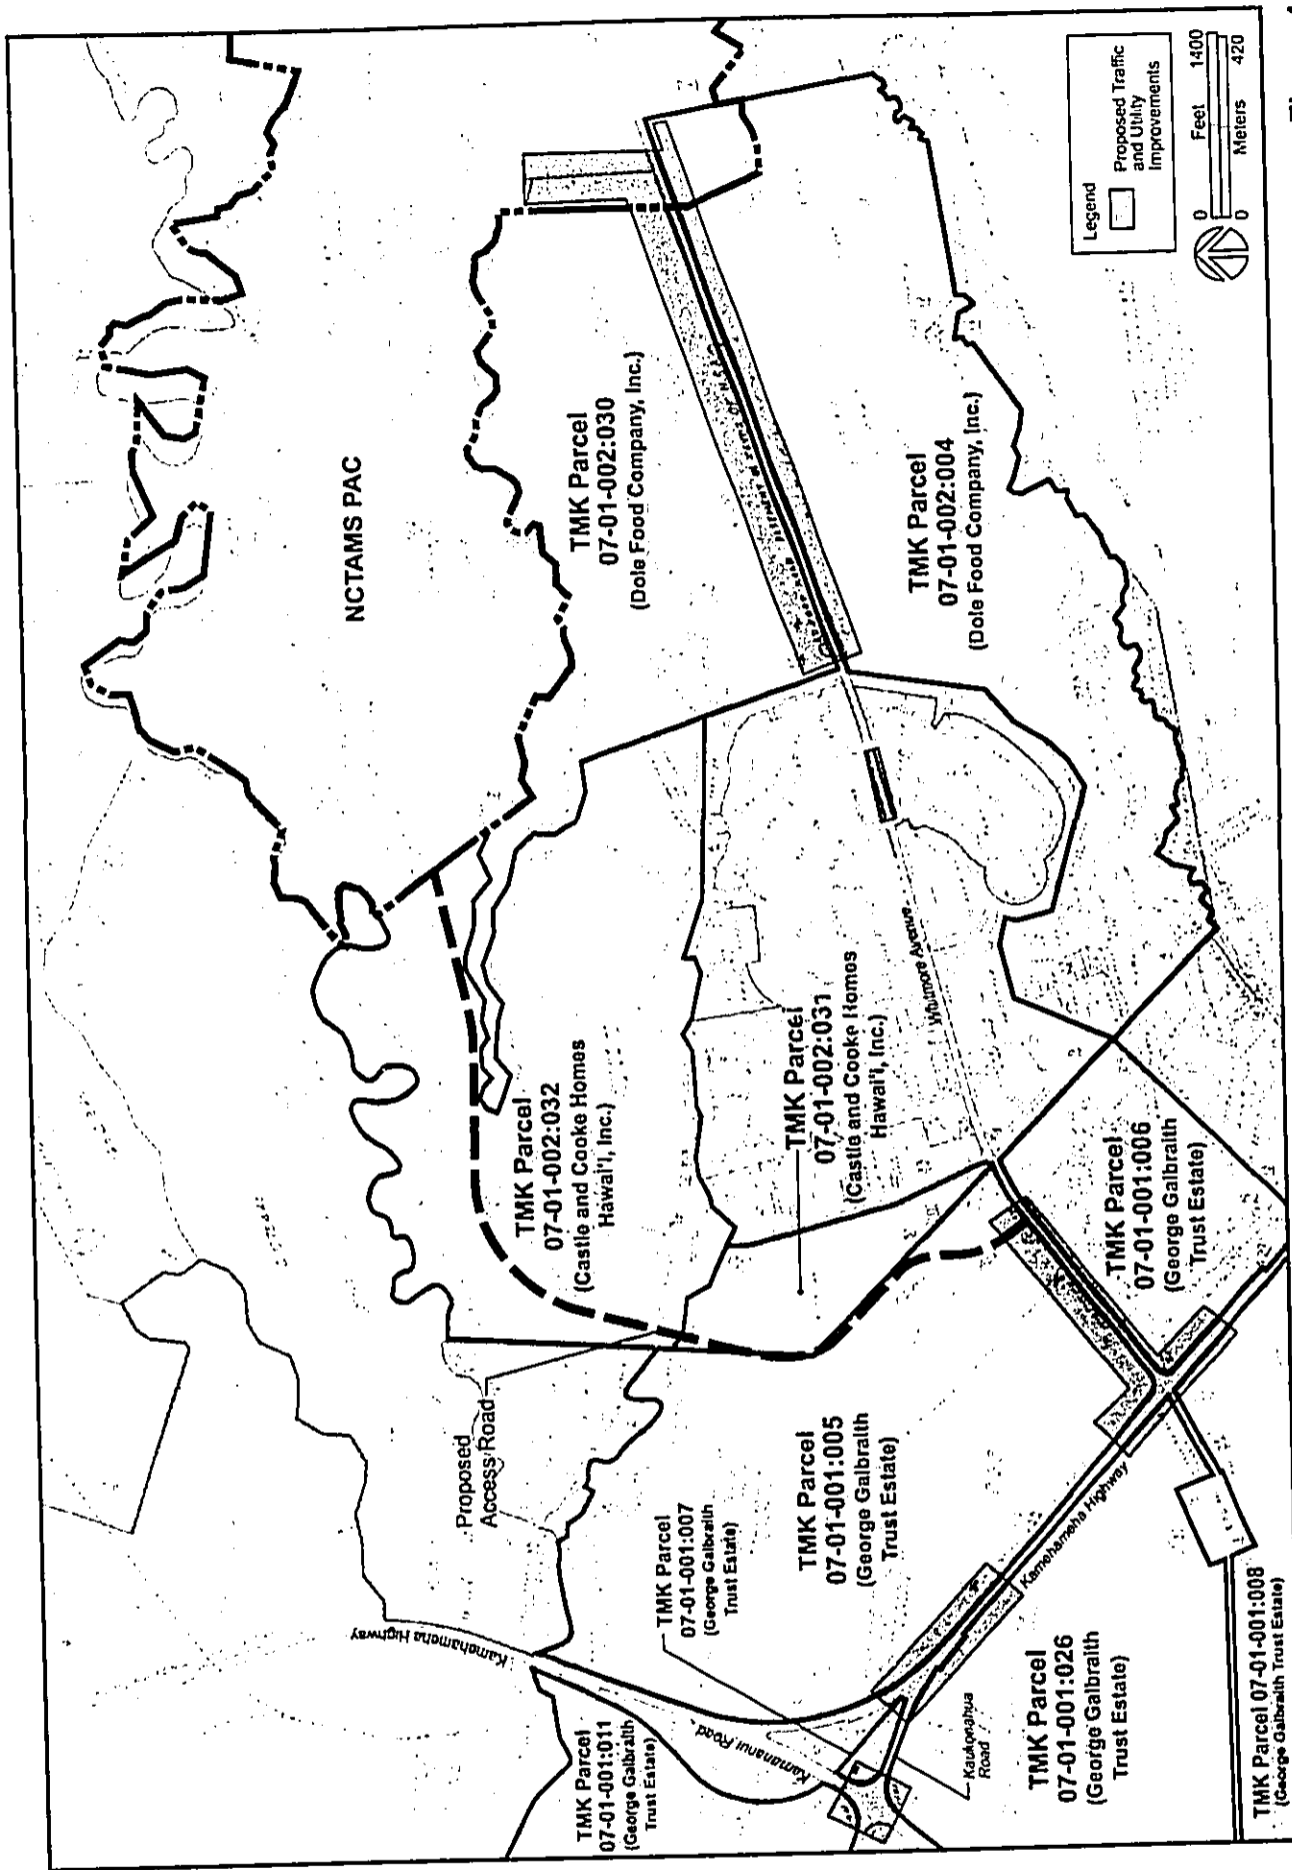 NCTAMS PAC
TMK Parcel
07-01-002:030
(Dole Food Company, Inc.)
TMK Parcel
07-01-002:004
(Dole Food Company, Inc.)
Legend
Proposed Traffic
and Utility
Improvements
0 Feet 1400
0 Meters 420
TMK Parcel
07-01-002:032
(Castle and Cooke Homes
Hawai'i, Inc.)
TMK Parcel
07-01-002:031
(Castle and Cooke Homes
Hawai'i, Inc.)
Whitmore Avenue
TMK Parcel
07-01-001:006
(George Galbraith
Trust Estate)
Proposed
Access Road
TMK Parcel
07-01-001:005
(George Galbraith
Trust Estate)
TMK Parcel
07-01-001:007
(George Galbraith
Trust Estate)
Kamehameha Highway
Kamehameha Highway
Kamananui Road
Kaukonahua
Road
TMK Parcel
07-01-001:011
(George Galbraith
Trust Estate)
TMK Parcel
07-01-001:026
(George Galbraith
Trust Estate)
TMK Parcel 07-01-001:008
(George Galbraith Trust Estate)